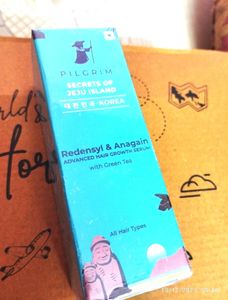 PILGRIM
SECRETS OF
JEJU ISLAND
대한민국 KOREA
Redensyl & Anagain
ADVANCED HAIR GROWTH SERUM
with Green Tea
All Hair Types